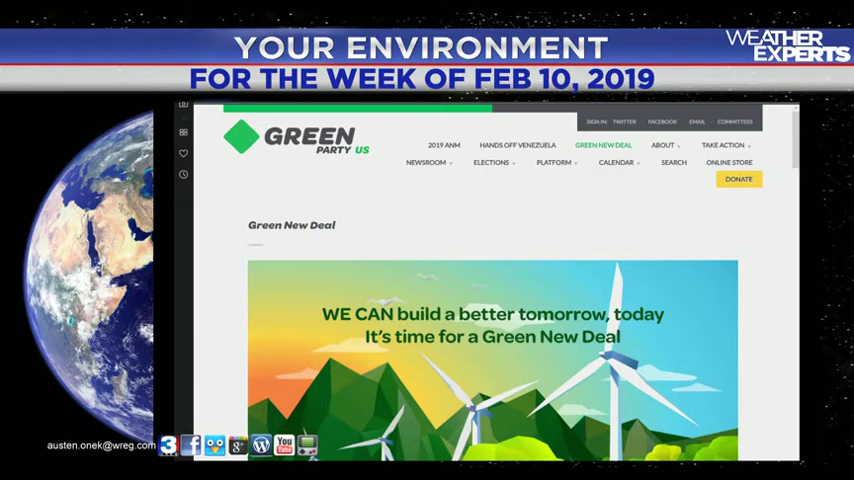 YOUR ENVIRONMENT
WEATHER
EXPERTS
FOR THE WEEK OF FEB 10, 2019
SIGN IN: TWITTER FACEBOOK EMAIL COMMITTEES
GREEN
PARTY US
2019 ANM HANDS OFF VENEZUELA GREEN NEW DEAL ABOUT TAKE ACTION
NEWSROOM ELECTIONS PLATFORM CALENDAR SEARCH ONLINE STORE
DONATE
Green New Deal
WE CAN build a better tomorrow, today
It's time for a Green New Deal
austen.onek@wreg.com 3 f g+ W You Tube